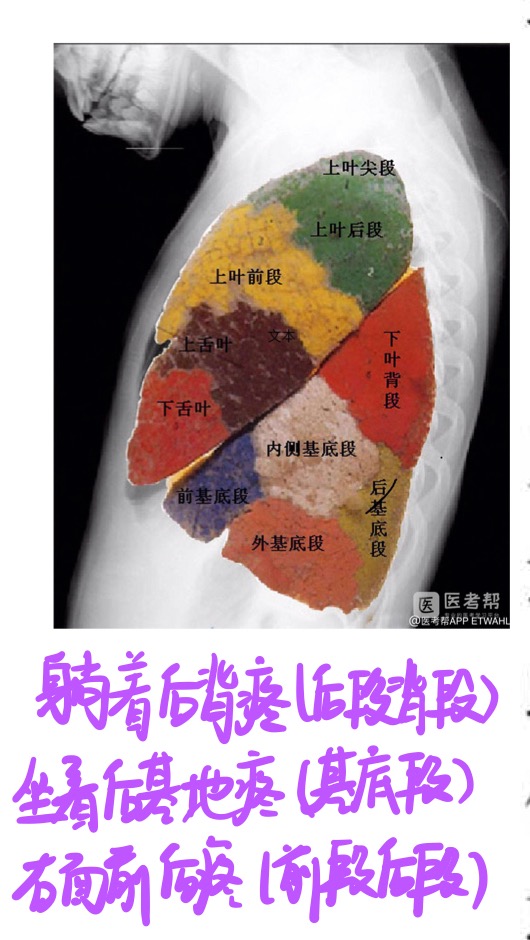 上叶尖段
上叶后段
上叶前段
上舌叶
文本
下叶背段
下舌叶
内侧基底段
前基底段
后基底段
外基底段
医 医考帮
@医考帮APP ETWAHL
躺着后背疼(后段背段)
坐着后基地疼(其底段)
右面前后疼(前段后段)